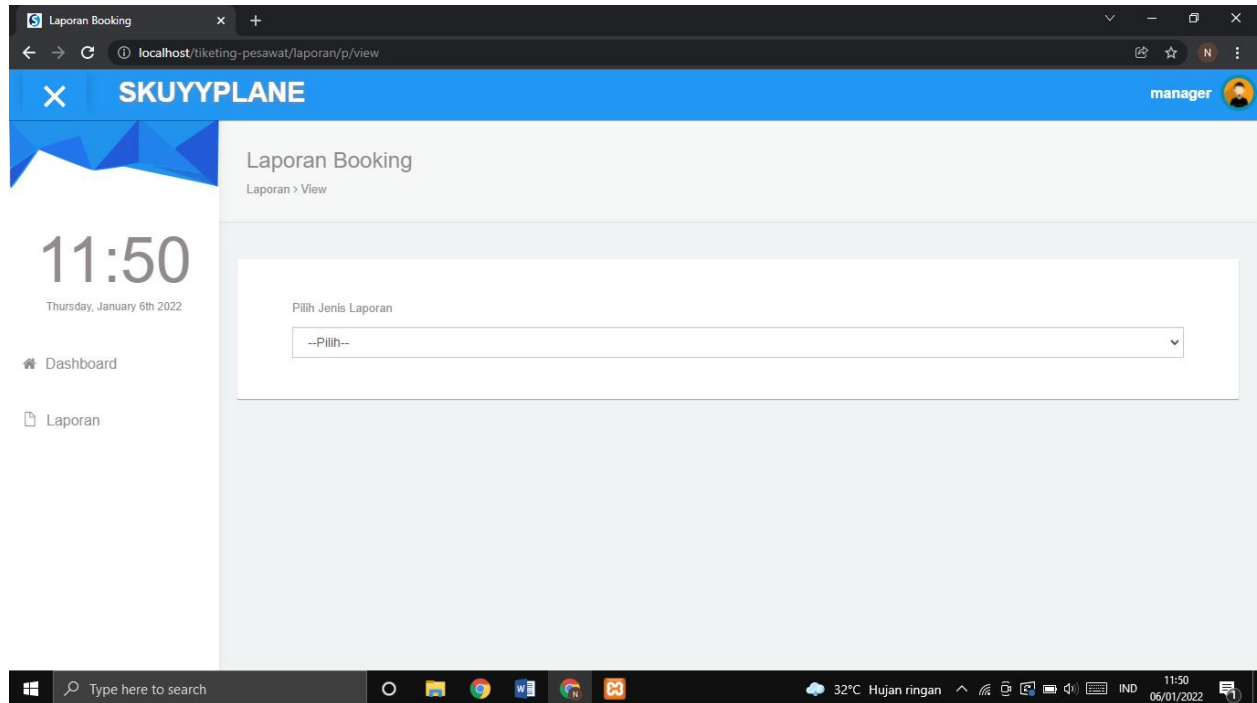 Laporan Booking
localhost/tiketing-pesawat/laporan/p/view
N
SKUYYPLANE
manager
Laporan Booking
Laporan > View
11:50
Thursday, January 6th 2022
Pilih Jenis Laporan
--Pilih--
Dashboard
Laporan
Type here to search
32°C Hujan ringan
IND
11:50
06/01/2022